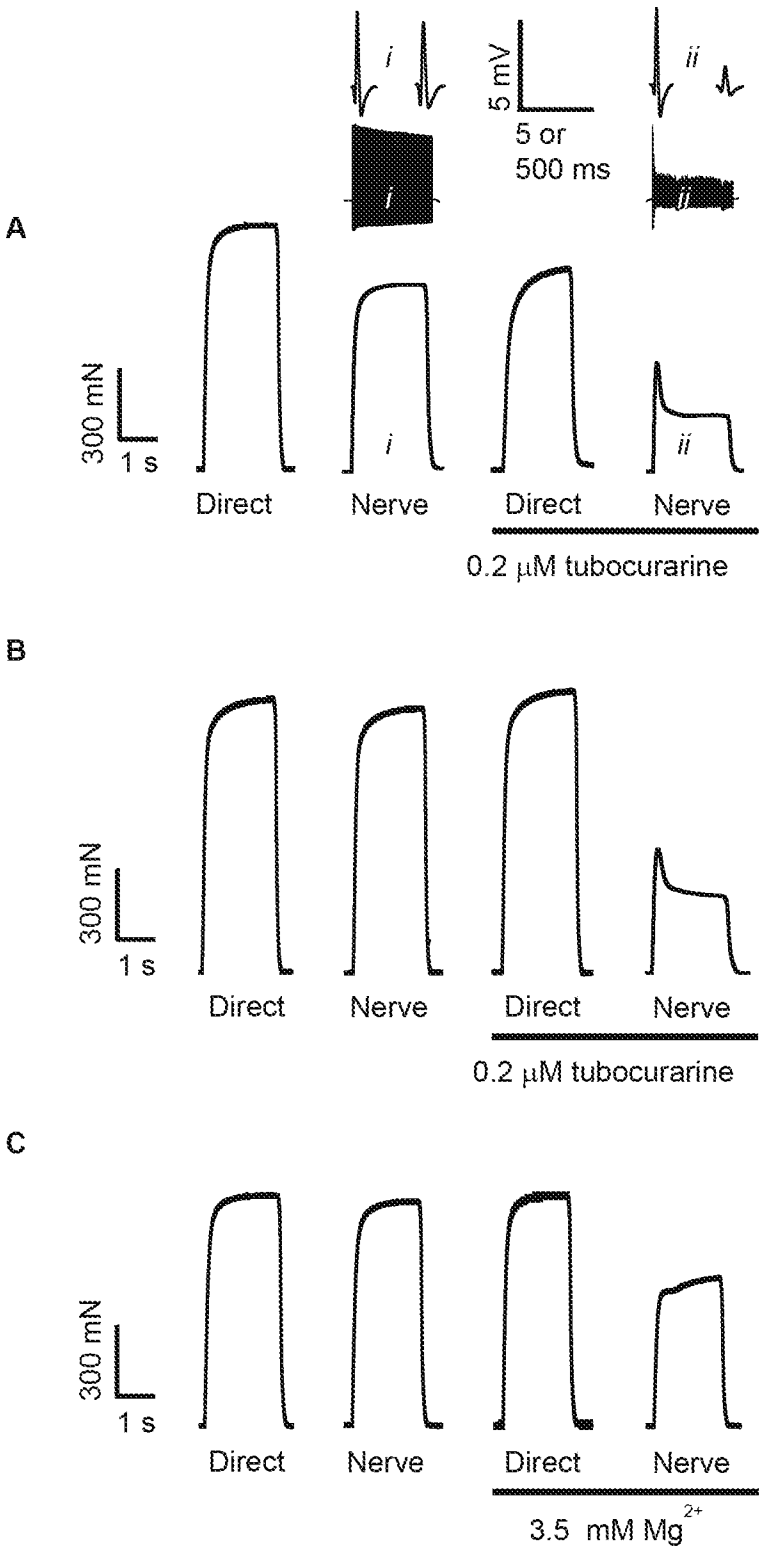 i
ii
5 mV
5 or
500 ms
i
ii
A
300 mN
1 s
i
ii
Direct
Nerve
Direct
Nerve
0.2 μM tubocurarine
B
300 mN
1 s
Direct
Nerve
Direct
Nerve
0.2 μM tubocurarine
C
300 mN
1 s
Direct
Nerve
Direct
Nerve
3.5 mM Mg²⁺